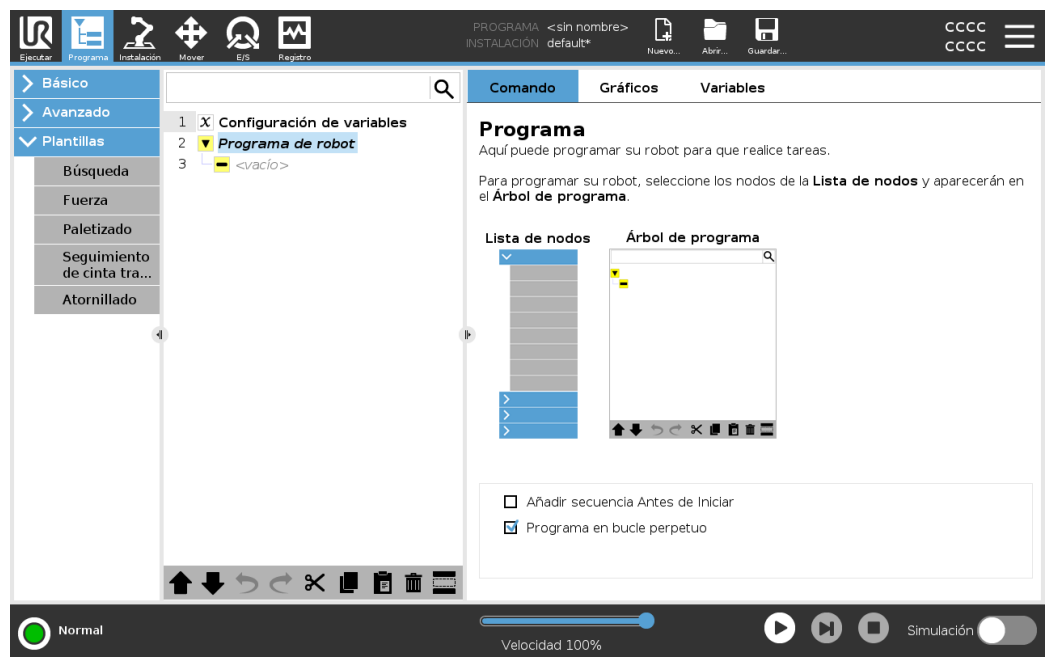 PROGRAMA <sin nombre>
INSTALACIÓN default*
CCCC
CCCC
UR
Ejecutar Programa Instalación Mover E/S Registro
Nuevo... Abrir... Guardar...
Básico
Avanzado
Plantillas
Búsqueda
Fuerza
Paletizado
Seguimiento
de cinta tra...
Atornillado
1 X Configuración de variables
2 Programa de robot
3 <vacío>
Comando Gráficos Variables
Programa
Aquí puede programar su robot para que realice tareas.
Para programar su robot, seleccione los nodos de la Lista de nodos y aparecerán en
el Árbol de programa.
Lista de nodos Árbol de programa
Añadir secuencia Antes de Iniciar
Programa en bucle perpetuo
Normal
Velocidad 100%
Simulación